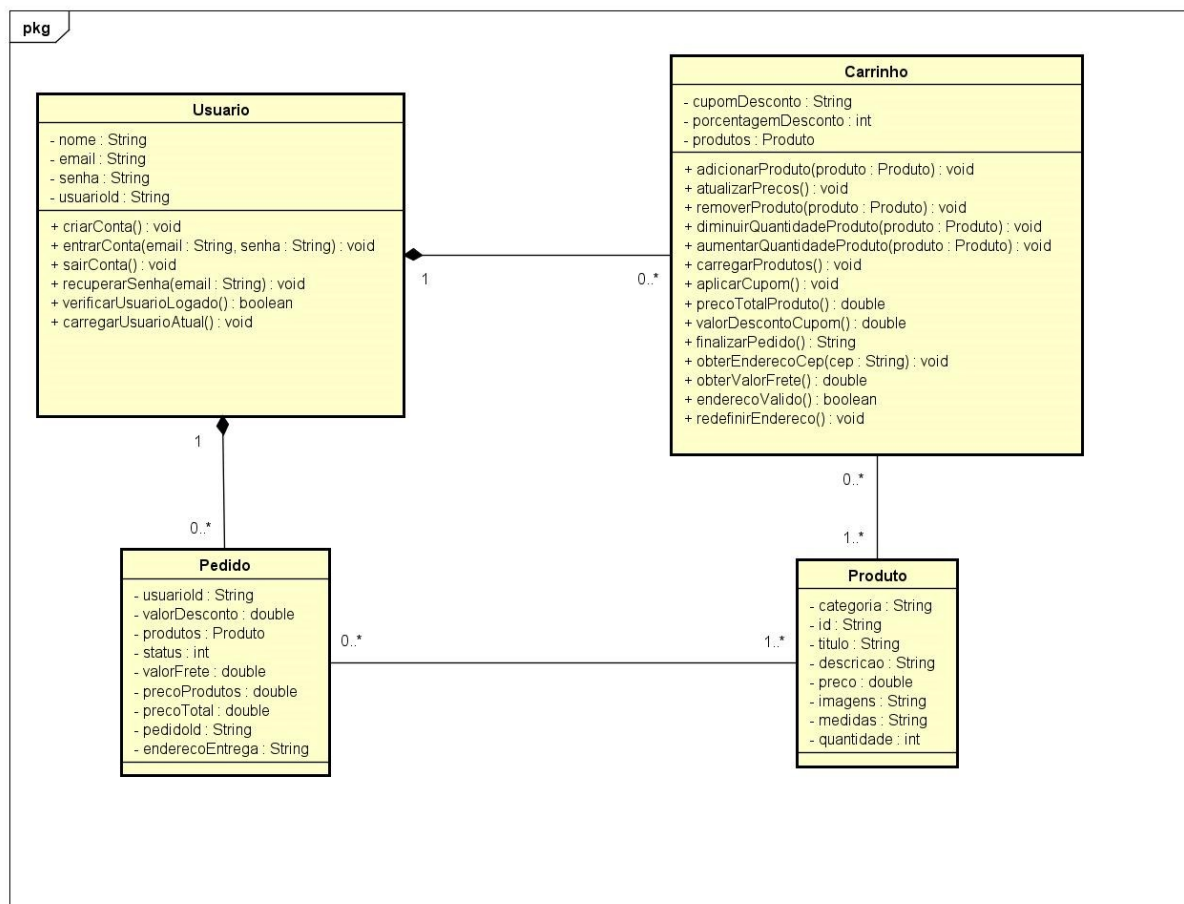 pkg
Usuario
- nome : String
- email : String
- senha : String
- usuarioId : String
+ criarConta() : void
+ entrarConta(email : String, senha : String) : void
+ sairConta() : void
+ recuperarSenha(email : String) : void
+ verificarUsuarioLogado() : boolean
+ carregarUsuarioAtual() : void
Carrinho
- cupomDesconto : String
- porcentagemDesconto : int
- produtos : Produto
+ adicionarProduto(produto : Produto) : void
+ atualizarPrecos() : void
+ removerProduto(produto : Produto) : void
+ diminuirQuantidadeProduto(produto : Produto) : void
+ aumentarQuantidadeProduto(produto : Produto) : void
+ carregarProdutos() : void
+ aplicarCupom() : void
+ precoTotalProduto() : double
+ valorDescontoCupom() : double
+ finalizarPedido() : String
+ obterEnderecoCep(cep : String) : void
+ obterValorFrete() : double
+ enderecoValido() : boolean
+ redefinirEndereco() : void
1
0..*
1
0..*
0..*
1..*
Pedido
- usuarioId : String
- valorDesconto : double
- produtos : Produto
- status : int
- valorFrete : double
- precoProdutos : double
- precoTotal : double
- pedidoId : String
- enderecoEntrega : String
0..*
1..*
Produto
- categoria : String
- id : String
- titulo : String
- descricao : String
- preco : double
- imagens : String
- medidas : String
- quantidade : int